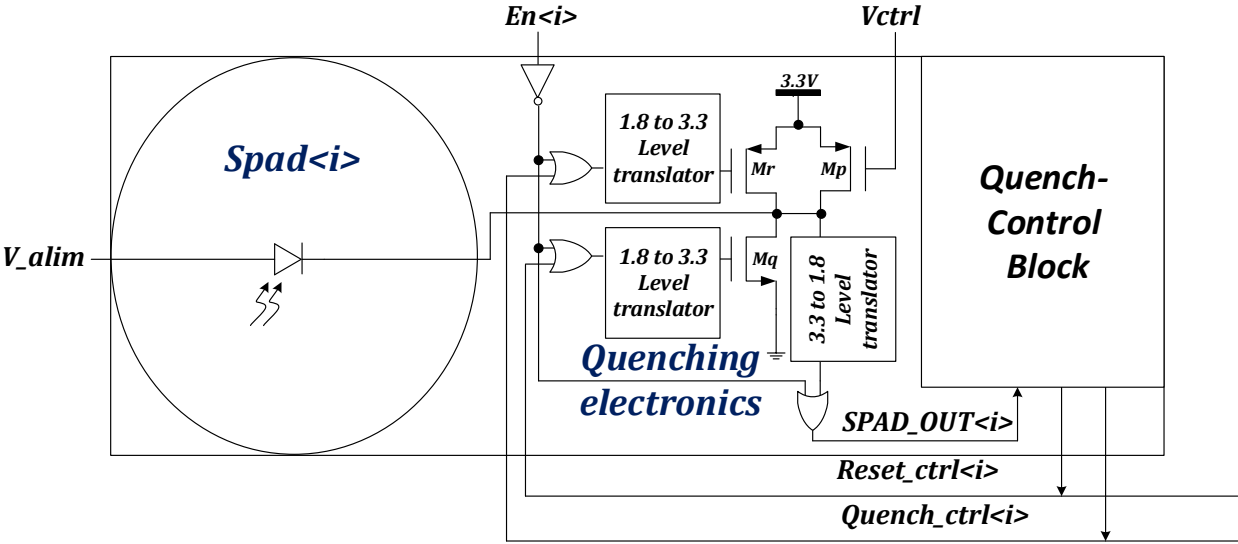 En<i>
Vctrl
3.3V
1.8 to 3.3
Level
translator
Mr
Mp
Spad<i>
Quench-
Control
Block
V_alim
1.8 to 3.3
Level
translator
Mq
3.3 to 1.8
Level
translator
Quenching
electronics
SPAD_OUT<i>
Reset_ctrl<i>
Quench_ctrl<i>